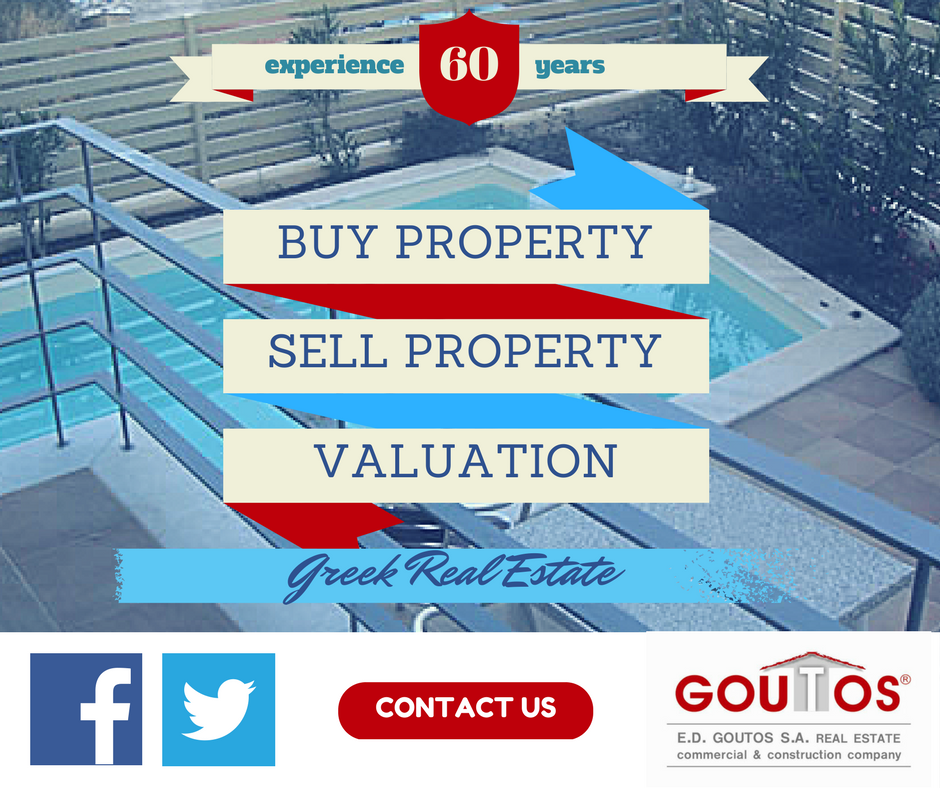 experience 60 years
BUY PROPERTY
SELL PROPERTY
VALUATION
Greek Real Estate
f
CONTACT US
GOUTOS®
E.D. GOUTOS S.A. REAL ESTATE
commercial & construction company